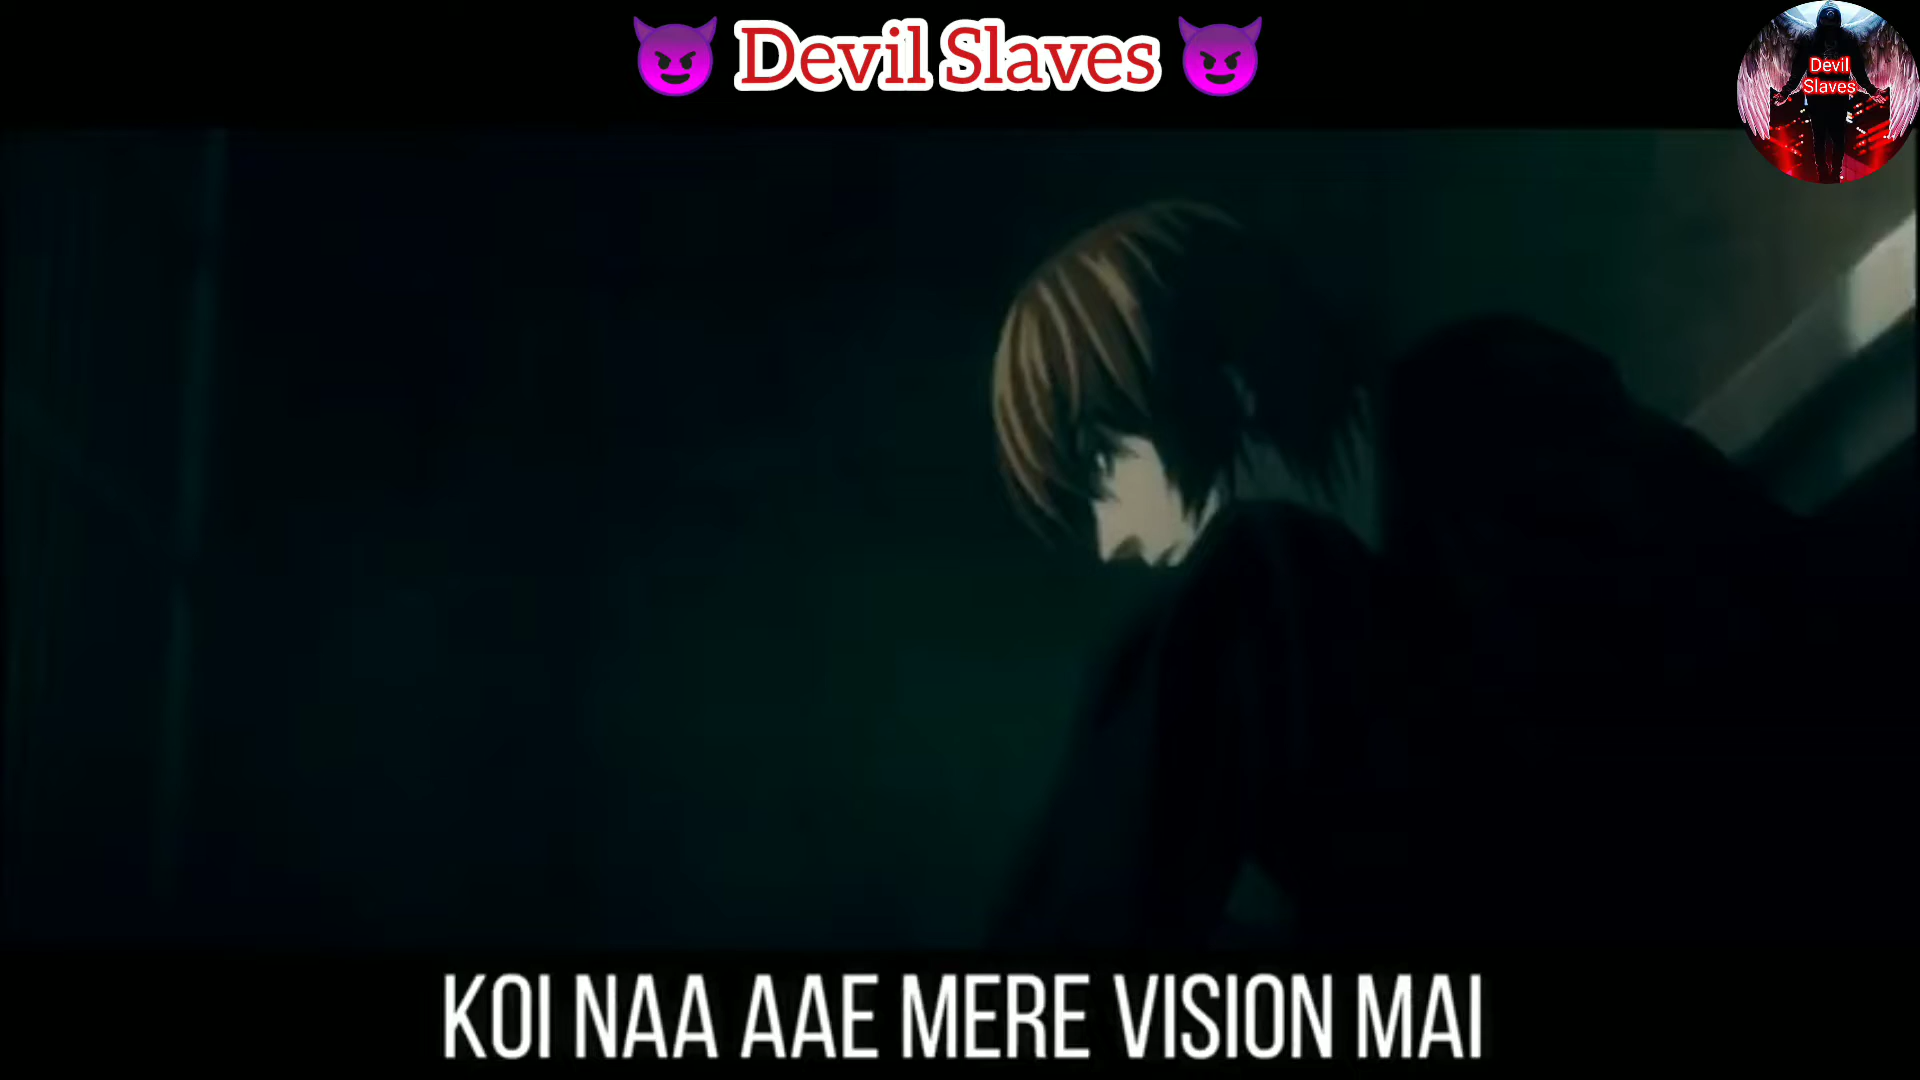 😈 Devil Slaves 😈
Devil
Slaves
KOI NAA AAE MERE VISION MAI